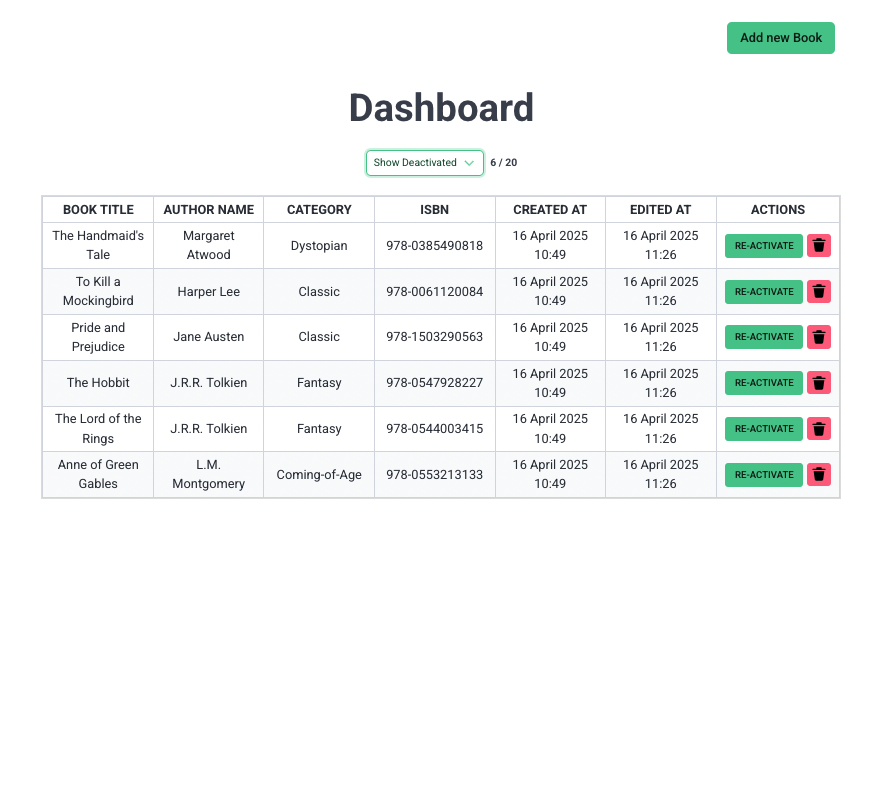 Add new Book
Dashboard
Show Deactivated 6 / 20
BOOK TITLE AUTHOR NAME CATEGORY ISBN CREATED AT EDITED AT ACTIONS
The Handmaid's Tale Margaret Atwood Dystopian 978-0385490818 16 April 2025 10:49 16 April 2025 11:26 RE-ACTIVATE
To Kill a Mockingbird Harper Lee Classic 978-0061120084 16 April 2025 10:49 16 April 2025 11:26 RE-ACTIVATE
Pride and Prejudice Jane Austen Classic 978-1503290563 16 April 2025 10:49 16 April 2025 11:26 RE-ACTIVATE
The Hobbit J.R.R. Tolkien Fantasy 978-0547928227 16 April 2025 10:49 16 April 2025 11:26 RE-ACTIVATE
The Lord of the Rings J.R.R. Tolkien Fantasy 978-0544003415 16 April 2025 10:49 16 April 2025 11:26 RE-ACTIVATE
Anne of Green Gables L.M. Montgomery Coming-of-Age 978-0553213133 16 April 2025 10:49 16 April 2025 11:26 RE-ACTIVATE